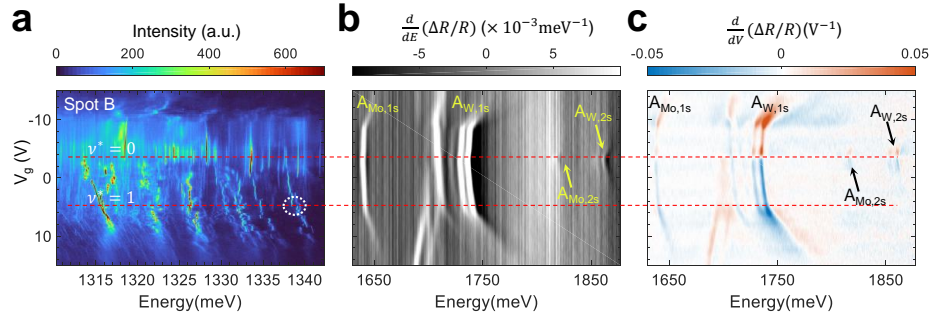 a
Intensity (a.u.)
0 200 400 600
Spot B
ν* = 0
ν* = 1
V_g (V)
-10
0
10
1310 1315 1320 1325 1330 1335 1340
Energy(meV)
b
d/dE (ΔR/R) (× 10⁻³meV⁻¹)
-5 0 5
A_Mo,1s
A_W,1s
A_W,2s
A_Mo,2s
1650 1750 1850
Energy(meV)
c
d/dV (ΔR/R)(V⁻¹)
-0.05 0 0.05
A_Mo,1s
A_W,1s
A_W,2s
A_Mo,2s
1650 1750 1850
Energy(meV)